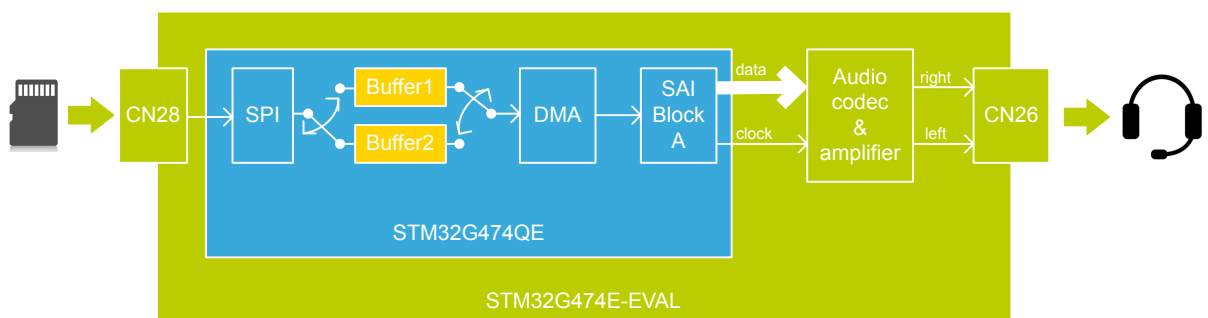 CN28
SPI
Buffer1
Buffer2
DMA
SAI
Block
A
data
clock
Audio
codec
&
amplifier
right
left
CN26
STM32G474QE
STM32G474E-EVAL